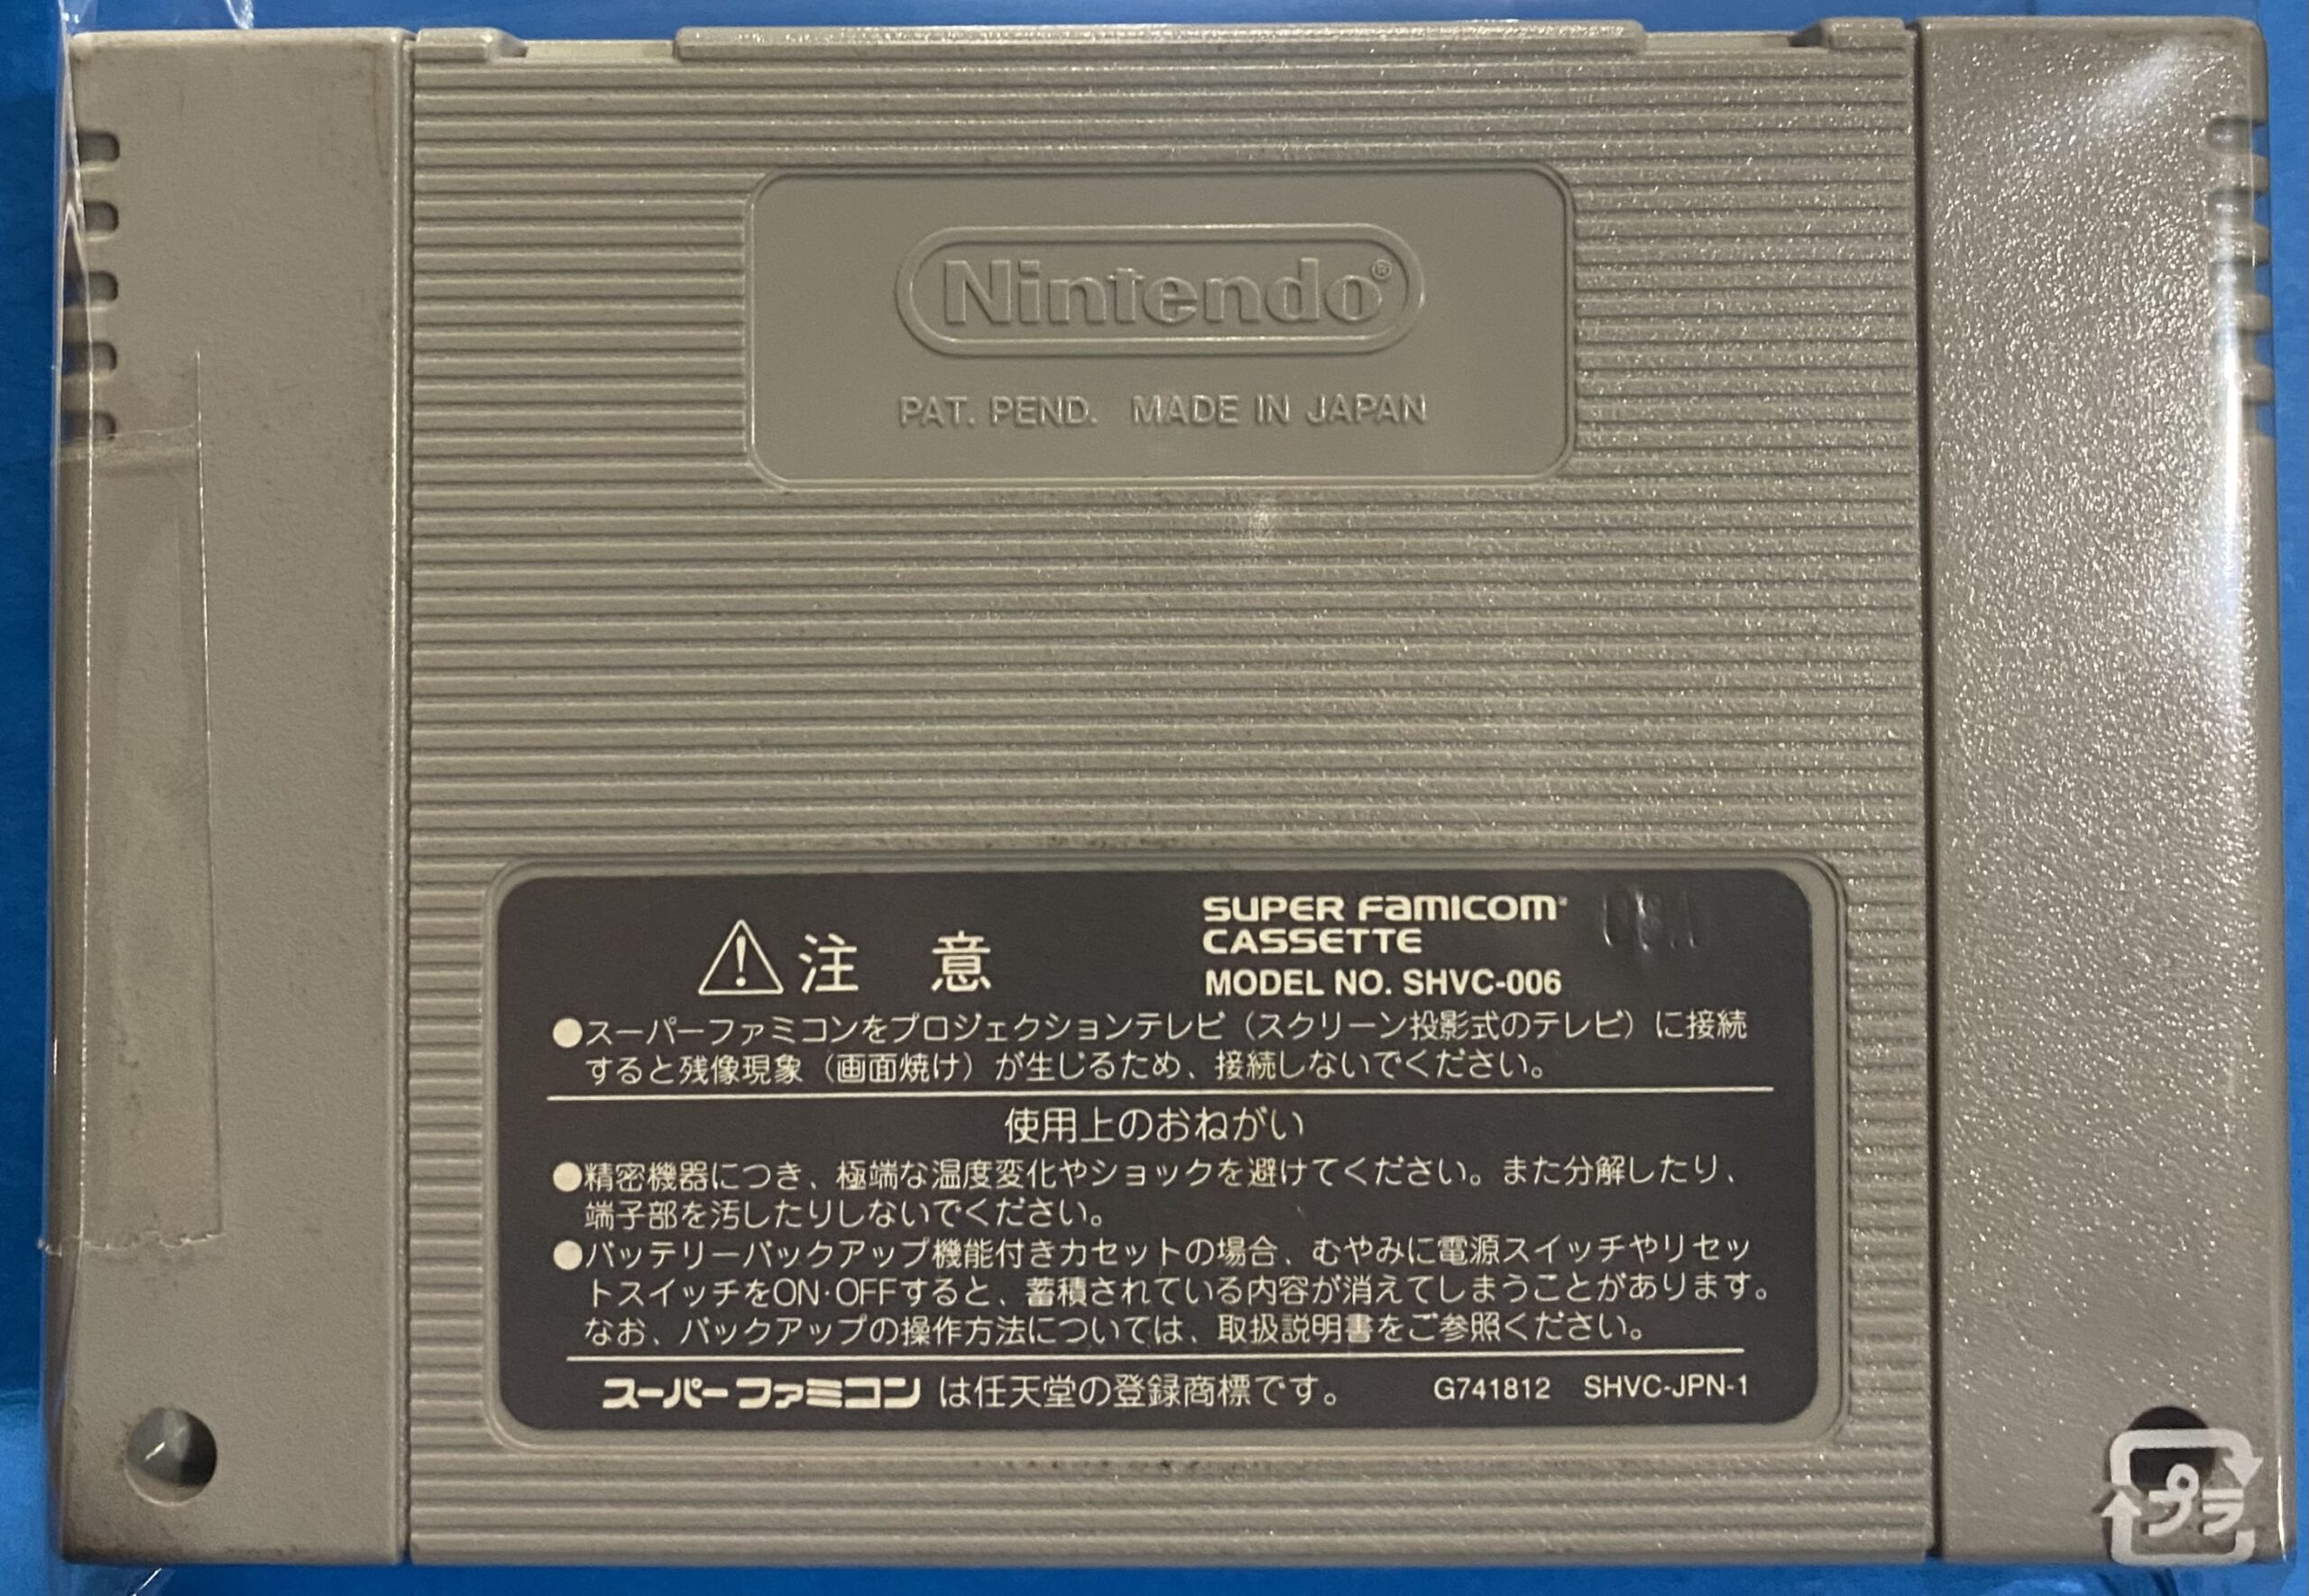 Nintendo®
PAT. PEND. MADE IN JAPAN
注意
SUPER FAMICOM
CASSETTE
MODEL NO. SHVC-006
●スーパーファミコンをプロジェクションテレビ（スクリーン投影式のテレビ）に接続
すると残像現象（画面焼け）が生じるため、接続しないでください。
使用上のおねがい
●精密機器につき、極端な温度変化やショックを避けてください。また分解したり、
端子部を汚したりしないでください。
●バッテリーバックアップ機能付きカセットの場合、むやみに電源スイッチやリセッ
トスイッチをON·OFFすると、蓄積されている内容が消えてしまうことがあります。
なお、バックアップの操作方法については、取扱説明書をご参照ください。
スーパーファミコン は任天堂の登録商標です。 G741812 SHVC-JPN-1
プラ